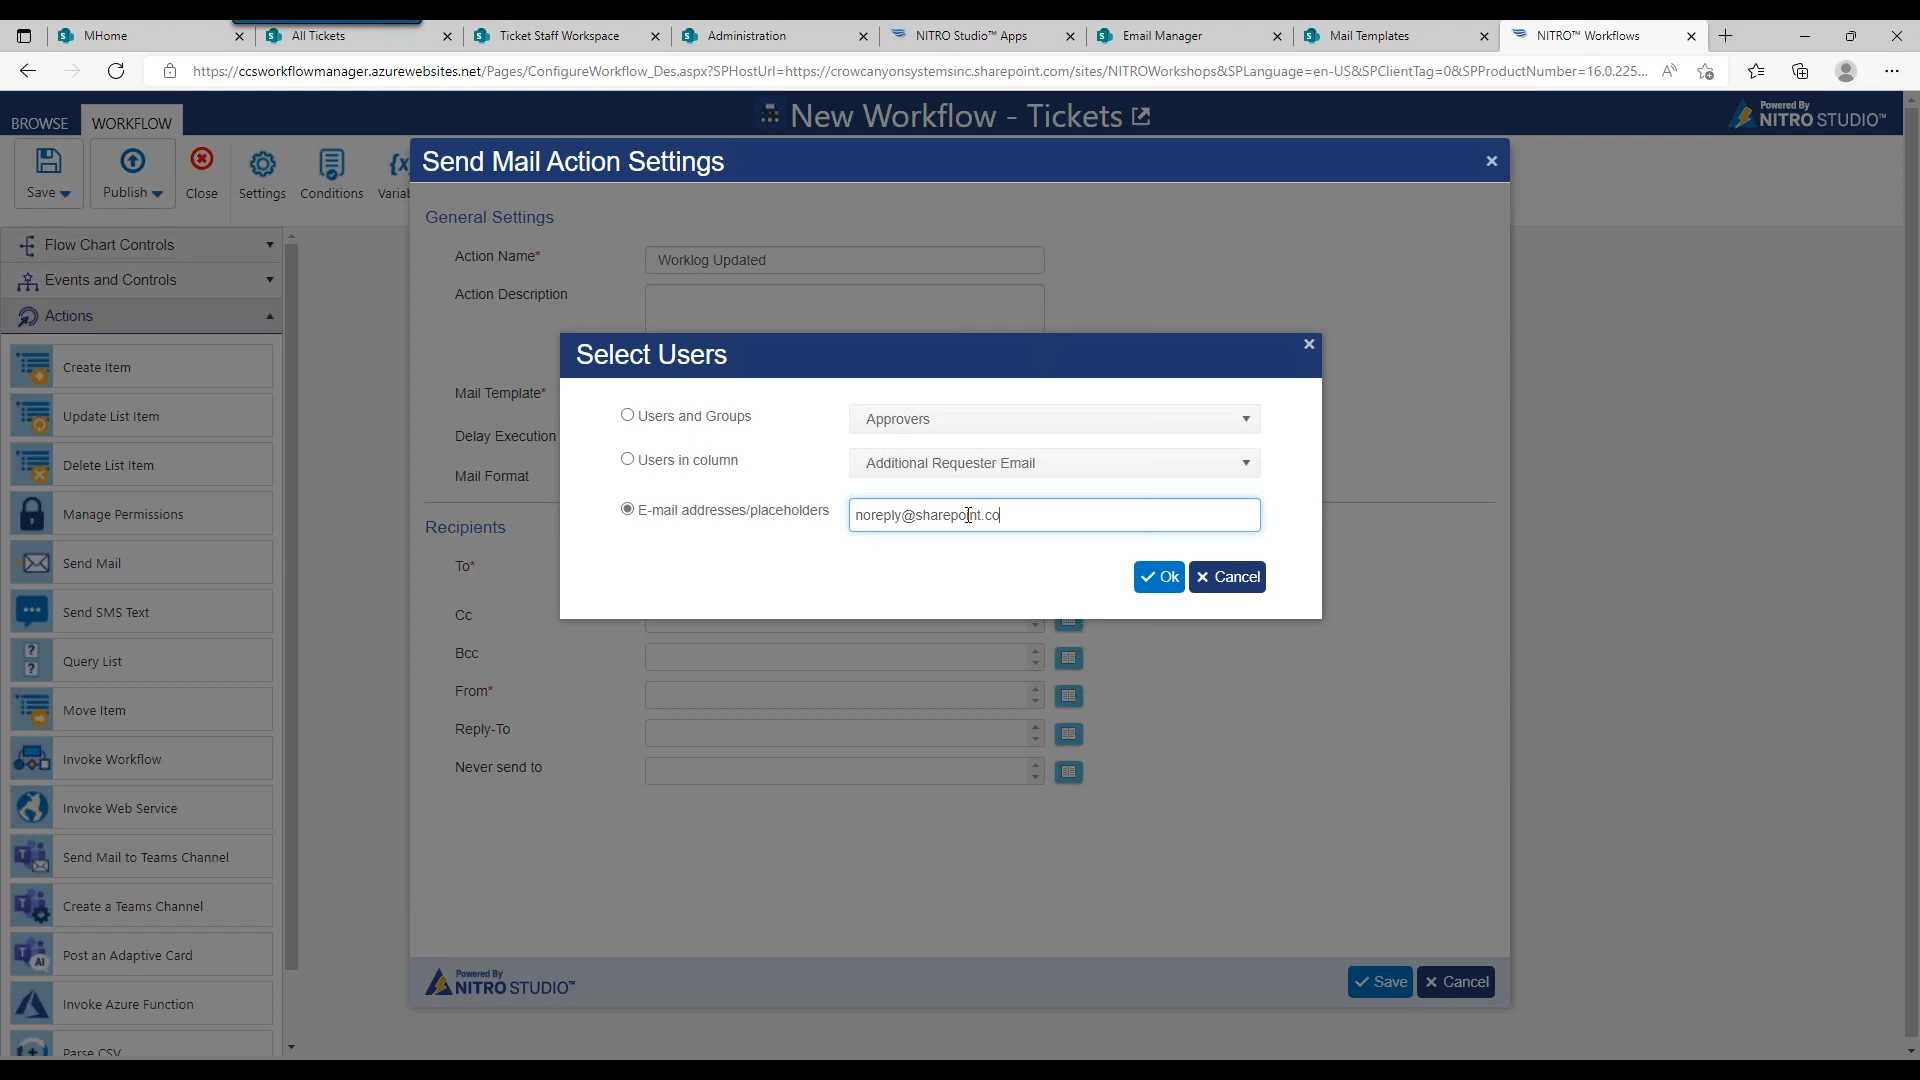 MHome
All Tickets
Ticket Staff Workspace
Administration
NITRO Studio™ Apps
Email Manager
Mail Templates
NITRO™ Workflows
https://ccsworkflowmanager.azurewebsites.net/Pages/ConfigureWorkflow_Des.aspx?SPHostUrl=https://crowcanyonsystemsinc.sharepoint.com/sites/NITROWorkshops&SPLanguage=en-US&SPClientTag=0&SPProductNumber=16.0.225...
BROWSE
WORKFLOW
New Workflow - Tickets
Powered By
NITRO STUDIO™
Save
Publish
Close
Settings
Conditions
Variab
Send Mail Action Settings
General Settings
Flow Chart Controls
Events and Controls
Actions
Create Item
Update List Item
Delete List Item
Manage Permissions
Send Mail
Send SMS Text
Query List
Move Item
Invoke Workflow
Invoke Web Service
Send Mail to Teams Channel
Create a Teams Channel
Post an Adaptive Card
Invoke Azure Function
Parse CSV
Action Name*
Worklog Updated
Action Description
Mail Template*
Delay Execution
Mail Format
Select Users
Users and Groups
Approvers
Users in column
Additional Requester Email
E-mail addresses/placeholders
noreply@sharepoint.co
Ok
Cancel
Recipients
To*
Cc
Bcc
From*
Reply-To
Never send to
Powered By
NITRO STUDIO™
Save
Cancel